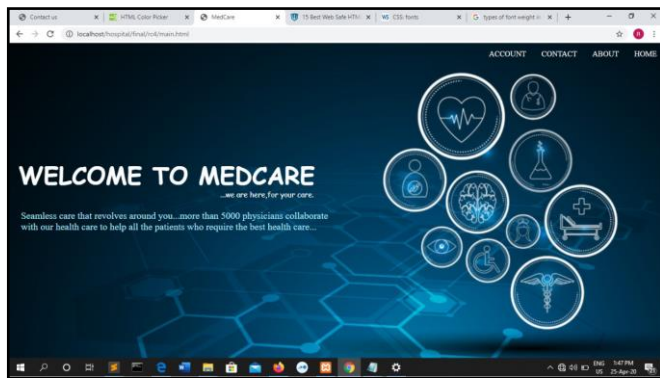 Contact us
HTML Color Picker
MedCare
15 Best Web Safe HTM
CSS fonts
types of font weight i
localhost/hospital/final/ro4/main.html
ACCOUNT CONTACT ABOUT HOME
WELCOME TO MEDCARE
...we are here,for your care.
Seamless care that revolves around you...more than 5000 physicians collaborate
with our health care to help all the patients who require the best health care...
ENG 1:47 PM
US 25-Apr-20